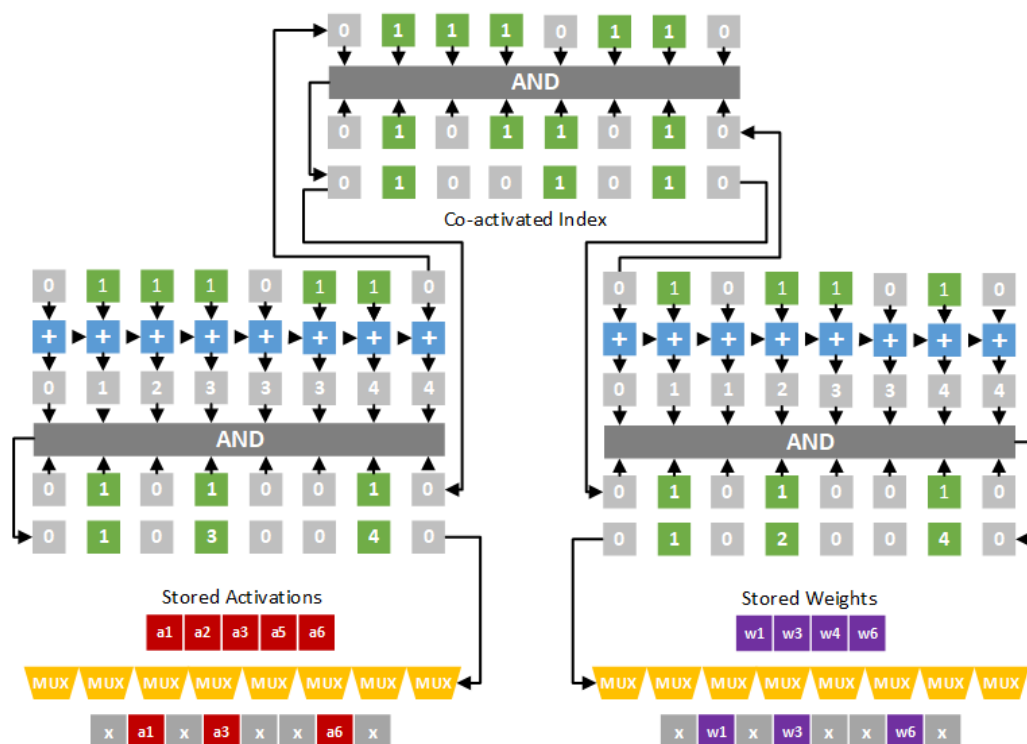 0 1 1 1 0 1 1 0
AND
0 1 0 1 1 0 1 0
0 1 0 0 1 0 1 0
Co-activated Index
0 1 1 1 0 1 1 0
+ + + + + + + +
0 1 2 3 3 3 4 4
AND
0 1 0 1 0 0 1 0
0 1 0 3 0 0 4 0
Stored Activations
a1 a2 a3 a5 a6
MUX MUX MUX MUX MUX MUX MUX MUX
x a1 x a3 x x a6 x
0 1 0 1 1 0 1 0
+ + + + + + + +
0 1 1 2 3 3 4 4
AND
0 1 0 1 0 0 1 0
0 1 0 2 0 0 4 0
Stored Weights
w1 w3 w4 w6
MUX MUX MUX MUX MUX MUX MUX MUX
x w1 x w3 x x w6 x